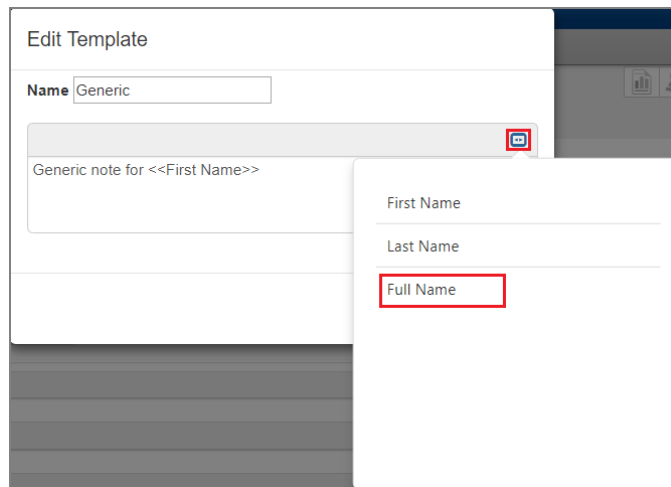 Edit Template
Name Generic
Generic note for <<First Name>>
First Name
Last Name
Full Name